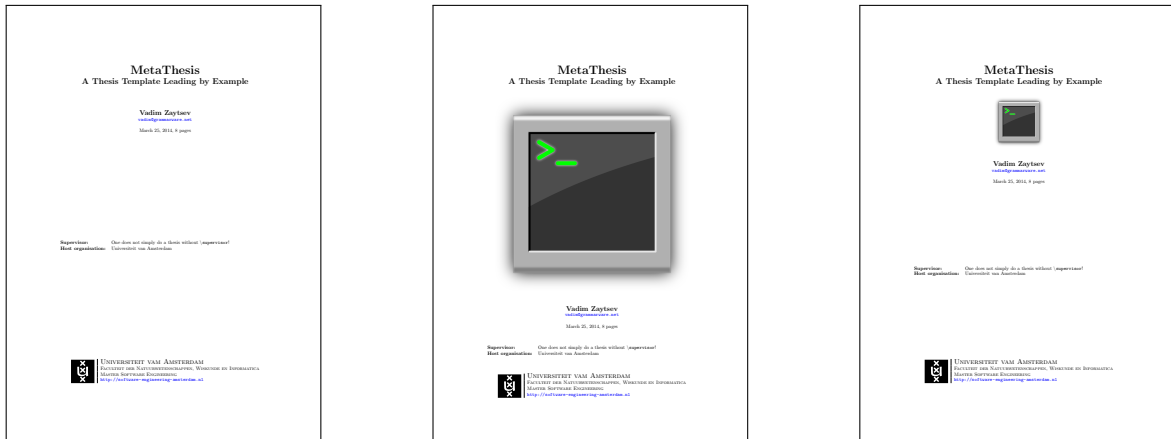 MetaThesis
A Thesis Template Leading by Example
Vadim Zaytsev
vadim@grammarware.net
March 25, 2014, 8 pages
Supervisor: One does not simply do a thesis without \supervisor!
Host organisation: Universiteit van Amsterdam
Universiteit vam Amsterdam
Faculteit der Natuurwetenschappen, Wiskunde en Informatica
Master Software Engineering
http://software-engineering-amsterdam.nl
MetaThesis
A Thesis Template Leading by Example
>_
Vadim Zaytsev
vadim@grammarware.net
March 25, 2014, 8 pages
Supervisor: One does not simply do a thesis without \supervisor!
Host organisation: Universiteit van Amsterdam
Universiteit vam Amsterdam
Faculteit der Natuurwetenschappen, Wiskunde en Informatica
Master Software Engineering
http://software-engineering-amsterdam.nl
MetaThesis
A Thesis Template Leading by Example
>_
Vadim Zaytsev
vadim@grammarware.net
March 25, 2014, 8 pages
Supervisor: One does not simply do a thesis without \supervisor!
Host organisation: Universiteit van Amsterdam
Universiteit vam Amsterdam
Faculteit der Natuurwetenschappen, Wiskunde en Informatica
Master Software Engineering
http://software-engineering-amsterdam.nl